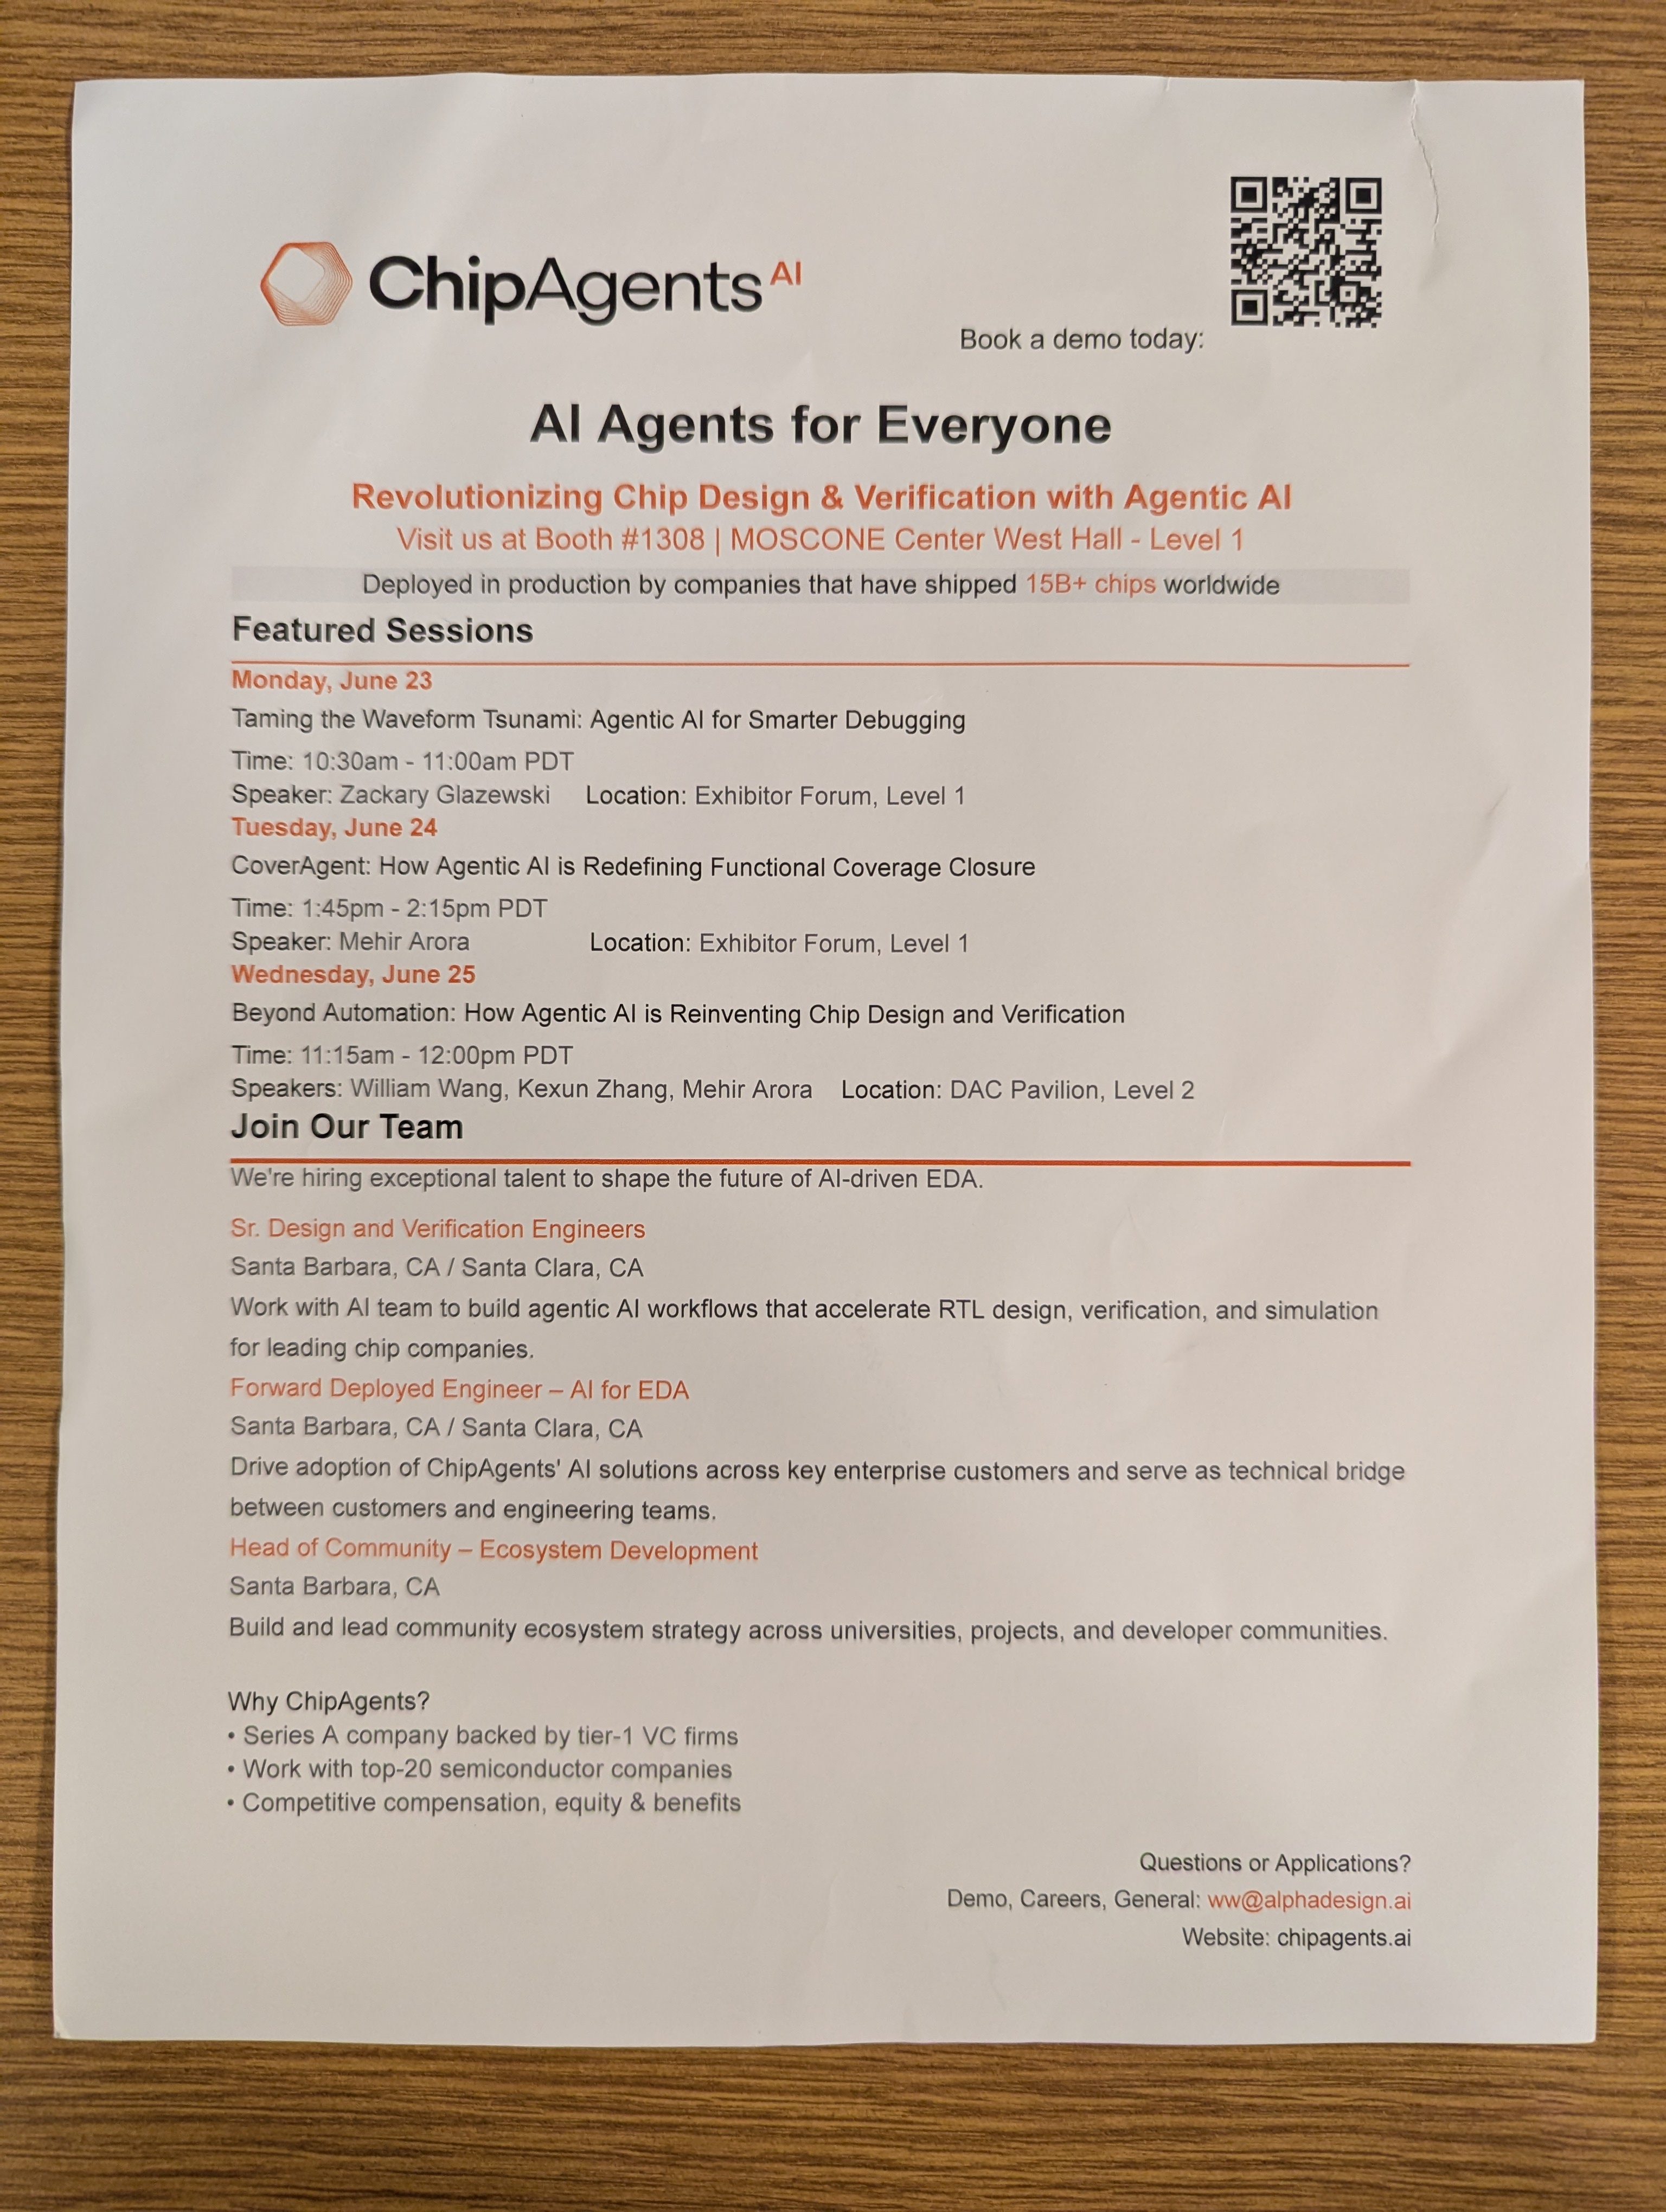 ChipAgents AI
Book a demo today:
AI Agents for Everyone
Revolutionizing Chip Design & Verification with Agentic AI
Visit us at Booth #1308 | MOSCONE Center West Hall - Level 1
Deployed in production by companies that have shipped 15B+ chips worldwide
Featured Sessions
Monday, June 23
Taming the Waveform Tsunami: Agentic AI for Smarter Debugging
Time: 10:30am - 11:00am PDT
Speaker: Zackary Glazewski Location: Exhibitor Forum, Level 1
Tuesday, June 24
CoverAgent: How Agentic AI is Redefining Functional Coverage Closure
Time: 1:45pm - 2:15pm PDT
Speaker: Mehir Arora Location: Exhibitor Forum, Level 1
Wednesday, June 25
Beyond Automation: How Agentic AI is Reinventing Chip Design and Verification
Time: 11:15am - 12:00pm PDT
Speakers: William Wang, Kexun Zhang, Mehir Arora Location: DAC Pavilion, Level 2
Join Our Team
We're hiring exceptional talent to shape the future of AI-driven EDA.
Sr. Design and Verification Engineers
Santa Barbara, CA / Santa Clara, CA
Work with AI team to build agentic AI workflows that accelerate RTL design, verification, and simulation
for leading chip companies.
Forward Deployed Engineer – AI for EDA
Santa Barbara, CA / Santa Clara, CA
Drive adoption of ChipAgents' AI solutions across key enterprise customers and serve as technical bridge
between customers and engineering teams.
Head of Community – Ecosystem Development
Santa Barbara, CA
Build and lead community ecosystem strategy across universities, projects, and developer communities.
Why ChipAgents?
• Series A company backed by tier-1 VC firms
• Work with top-20 semiconductor companies
• Competitive compensation, equity & benefits
Questions or Applications?
Demo, Careers, General: ww@alphadesign.ai
Website: chipagents.ai